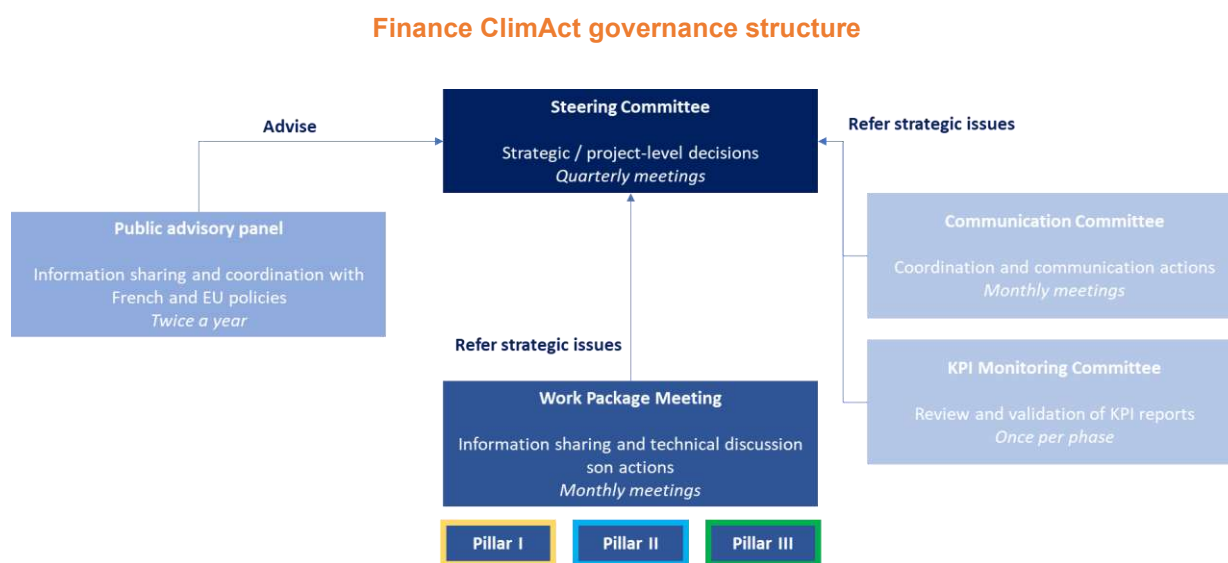 Finance ClimAct governance structure
Steering Committee
Strategic / project-level decisions
Quarterly meetings
Advise
Refer strategic issues
Public advisory panel
Information sharing and coordination with
French and EU policies
Twice a year
Communication Committee
Coordination and communication actions
Monthly meetings
Refer strategic issues
KPI Monitoring Committee
Review and validation of KPI reports
Once per phase
Work Package Meeting
Information sharing and technical discussion
son actions
Monthly meetings
Pillar I
Pillar II
Pillar III